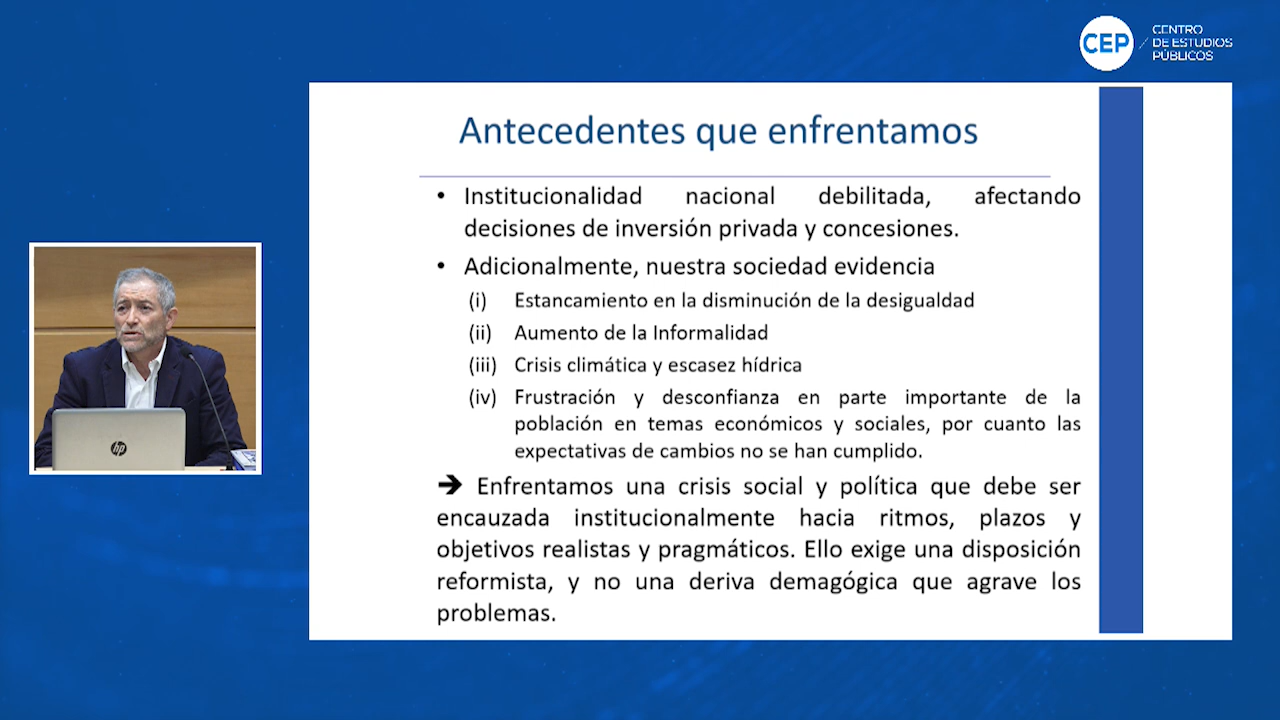 CEP
CENTRO
DE ESTUDIOS
PÚBLICOS
Antecedentes que enfrentamos
• Institucionalidad nacional debilitada, afectando
decisiones de inversión privada y concesiones.
• Adicionalmente, nuestra sociedad evidencia
(i) Estancamiento en la disminución de la desigualdad
(ii) Aumento de la Informalidad
(iii) Crisis climática y escasez hídrica
(iv) Frustración y desconfianza en parte importante de la
población en temas económicos y sociales, por cuanto las
expectativas de cambios no se han cumplido.
➔ Enfrentamos una crisis social y política que debe ser
encauzada institucionalmente hacia ritmos, plazos y
objetivos realistas y pragmáticos. Ello exige una disposición
reformista, y no una deriva demagógica que agrave los
problemas.
hp